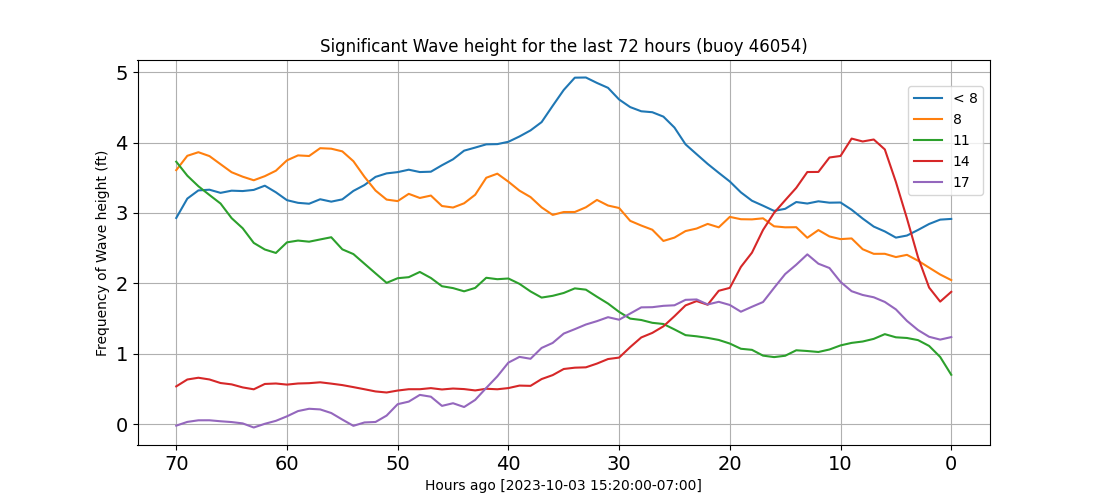 Significant Wave height for the last 72 hours (buoy 46054)
Frequency of Wave height (ft)
5
4
3
2
1
0
< 8
8
11
14
17
70 60 50 40 30 20 10 0
Hours ago [2023-10-03 15:20:00-07:00]